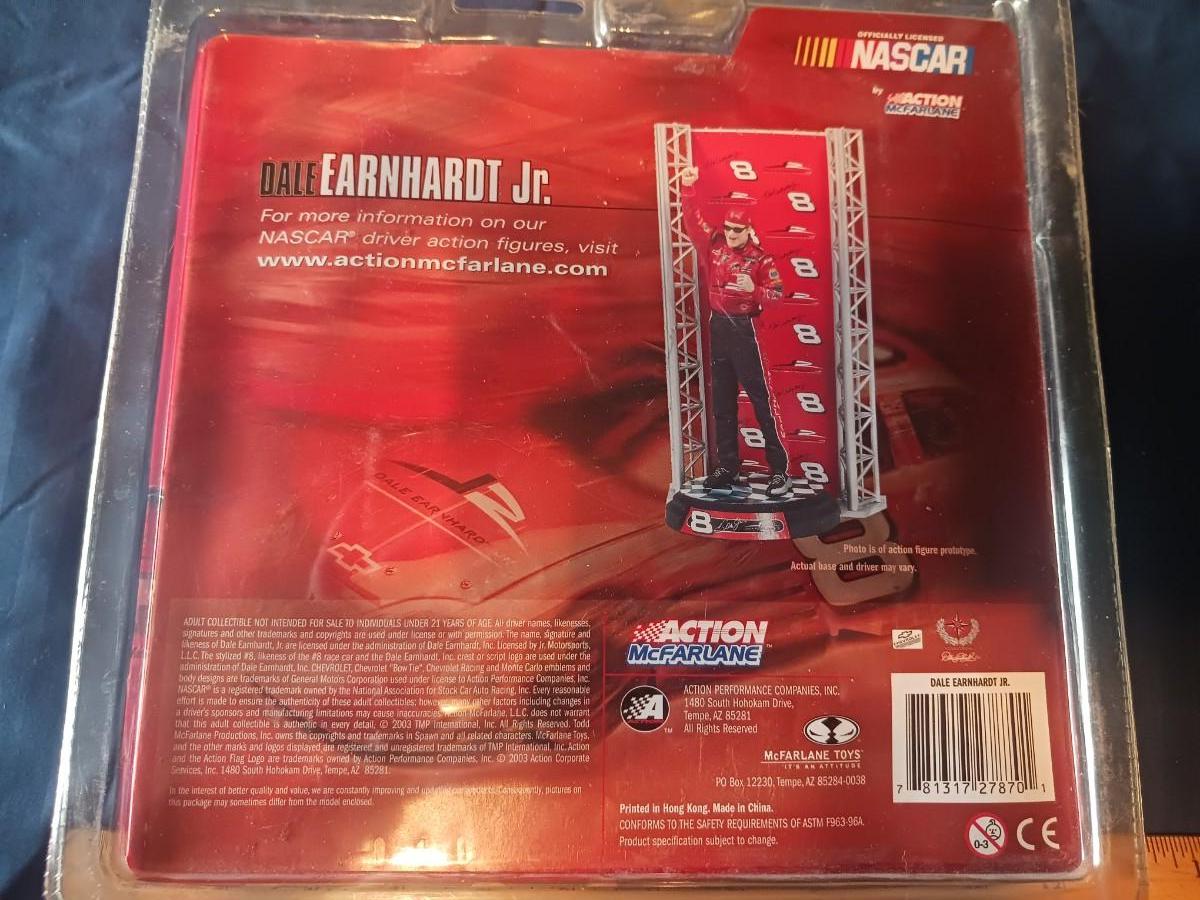 OFFICIALLY LICENSED
NASCAR
by ACTION
McFARLANE
DALE EARNHARDT Jr.
For more information on our
NASCAR® driver action figures, visit
www.actionmcfarlane.com
8
8
8
8
8
8
8
8
DALE EARNHARDT
8
Photo is of action figure prototype.
Actual base and driver may vary.
ADULT COLLECTIBLE NOT INTENDED FOR SALE TO INDIVIDUALS UNDER 21 YEARS OF AGE. All driver names, likenesses,
signatures and other trademarks and copyrights are used under license or with permission. The name, signature and
likeness of Dale Earnhardt, Jr. are licensed under the administration of Dale Earnhardt, Inc. Licensed by Jr. Motorsports,
L.L.C. The stylized #8, likeness of the #8 race car and the Dale Earnhardt, Inc. crest or script logo are used under the
administration of Dale Earnhardt, Inc. CHEVROLET, Chevrolet "Bow Tie", Chevrolet Racing and Monte Carlo emblems and
body designs are trademarks of General Motors Corporation used under license to Action Performance Companies, Inc.
NASCAR® is a registered trademark owned by the National Association for Stock Car Auto Racing, Inc. Every reasonable
effort is made to ensure the authenticity of these adult collectibles; however, many other factors including changes in
a driver's sponsors and manufacturing limitations may cause inaccuracies. Action McFarlane, L.L.C. does not warrant
that this adult collectible is authentic in every detail. © 2003 TMP International, Inc. All Rights Reserved. Todd
McFarlane Productions, Inc. owns the copyrights and trademarks in Spawn and all related characters. McFarlane Toys,
and the other marks and logos displayed are registered and unregistered trademarks of TMP International, Inc. Action
and the Action Flag Logo are trademarks owned by Action Performance Companies, Inc. © 2003 Action Corporate
Services, Inc. 1480 South Hohokam Drive, Tempe, AZ 85281.
In the interest of better quality and value, we are constantly improving and updating our products. Consequently, pictures on
this package may sometimes differ from the model enclosed.
ACTION
McFARLANE™
A™
ACTION PERFORMANCE COMPANIES, INC.
1480 South Hohokam Drive,
Tempe, AZ 85281
All Rights Reserved
McFARLANE TOYS™
IT'S AN ATTITUDE
PO Box 12230, Tempe, AZ 85284-0038
Printed in Hong Kong. Made in China.
CONFORMS TO THE SAFETY REQUIREMENTS OF ASTM F963-96A.
Product specification subject to change.
DALE EARNHARDT JR.
7 81317 27870 1
0-3 CE